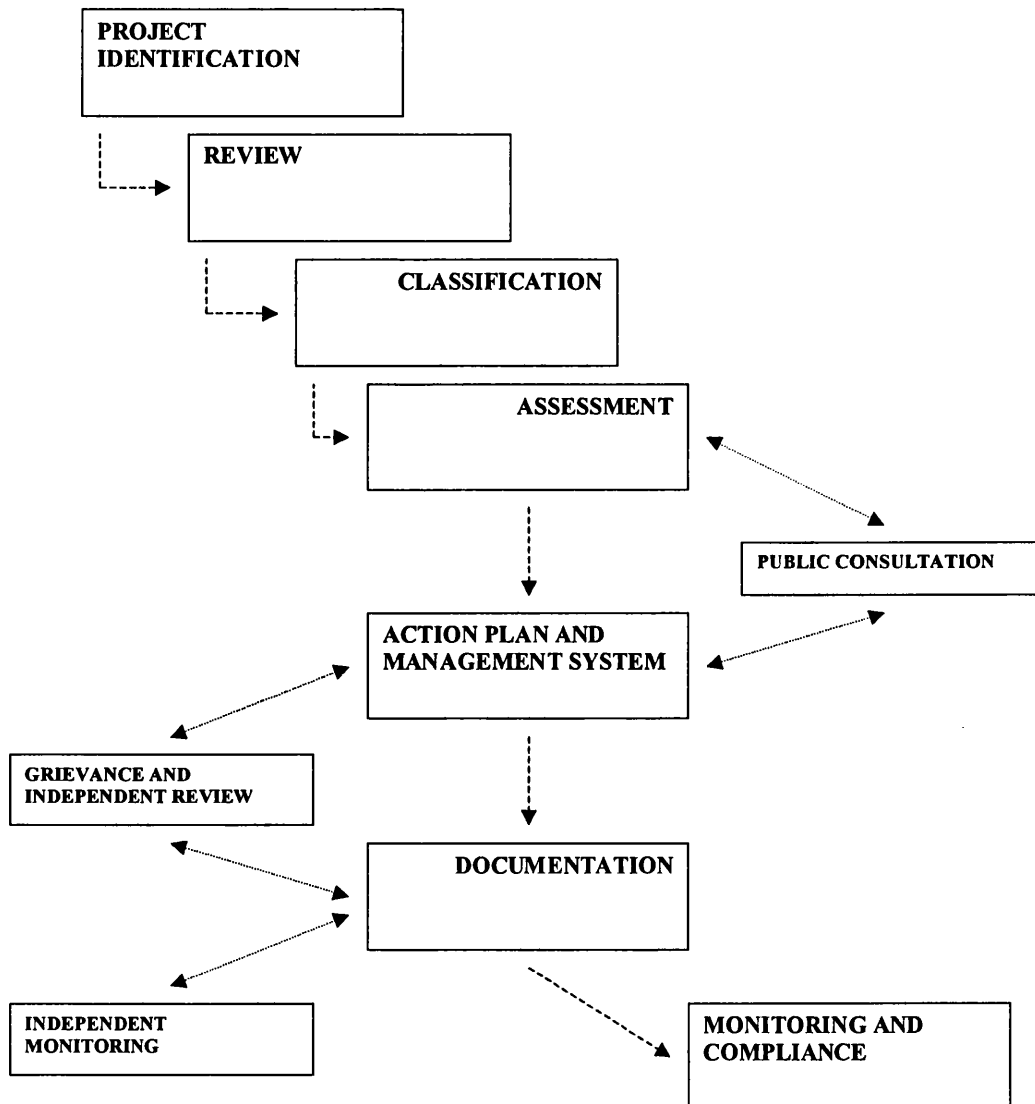 PROJECT
IDENTIFICATION
REVIEW
CLASSIFICATION
ASSESSMENT
PUBLIC CONSULTATION
ACTION PLAN AND
MANAGEMENT SYSTEM
GRIEVANCE AND
INDEPENDENT REVIEW
DOCUMENTATION
INDEPENDENT
MONITORING
MONITORING AND
COMPLIANCE